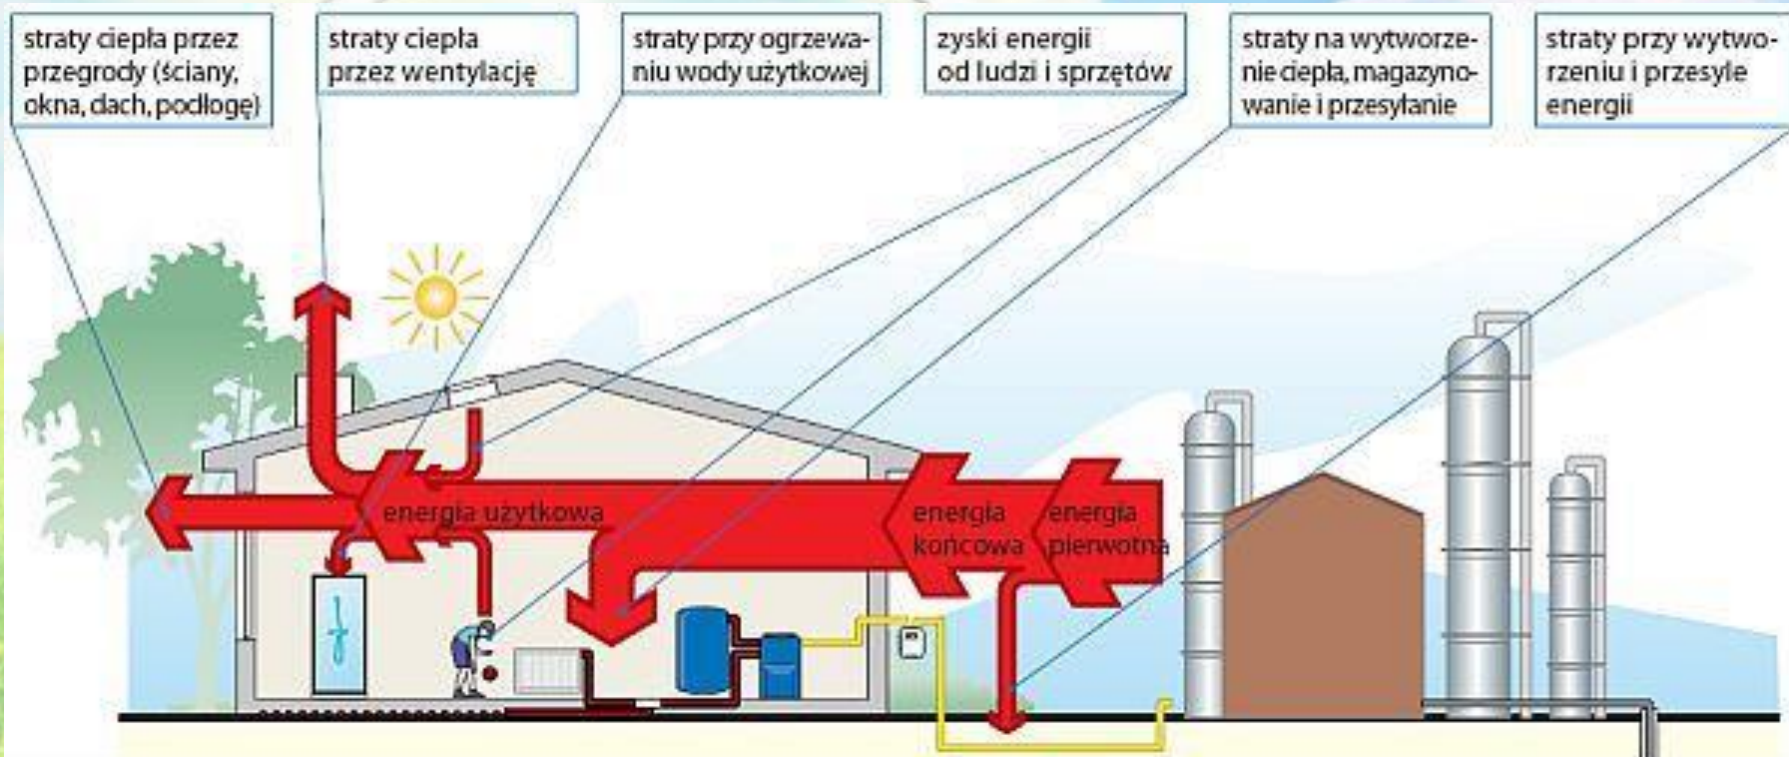 straty ciepła przez
przegrody (ściany,
okna, dach, podłogę)
straty ciepła
przez wentylację
straty przy ogrzewa-
niu wody użytkowej
zyski energii
od ludzi i sprzętów
straty na wytworze-
nie ciepła, magazyno-
wanie i przesyłanie
straty przy wytwo-
rzeniu i przesyle
energii
energia użytkowa
energia
końcowa
energia
pierwotna